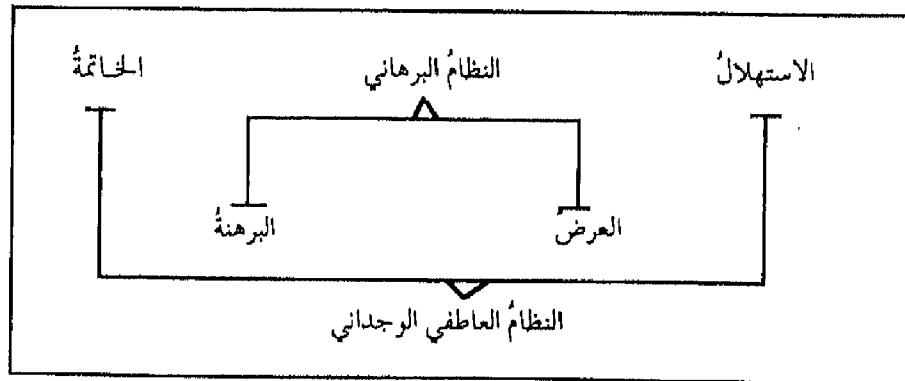 الاستهلالُ
النظامُ البرهاني
الخاتمةُ
العرضُ
البرهنةُ
النظامُ العاطفي الوجداني